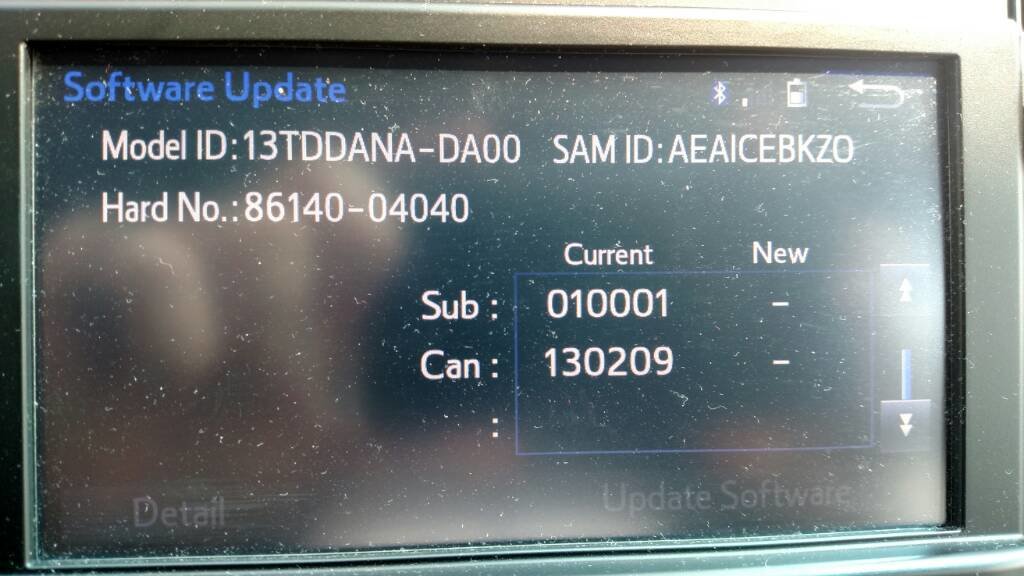 Software Update
Model ID:13TDDANA-DA00 SAM ID:AEAICEBKZO
Hard No.:86140-04040
Current New
Sub : 010001 –
Can : 130209 –
:
Detail Update Software